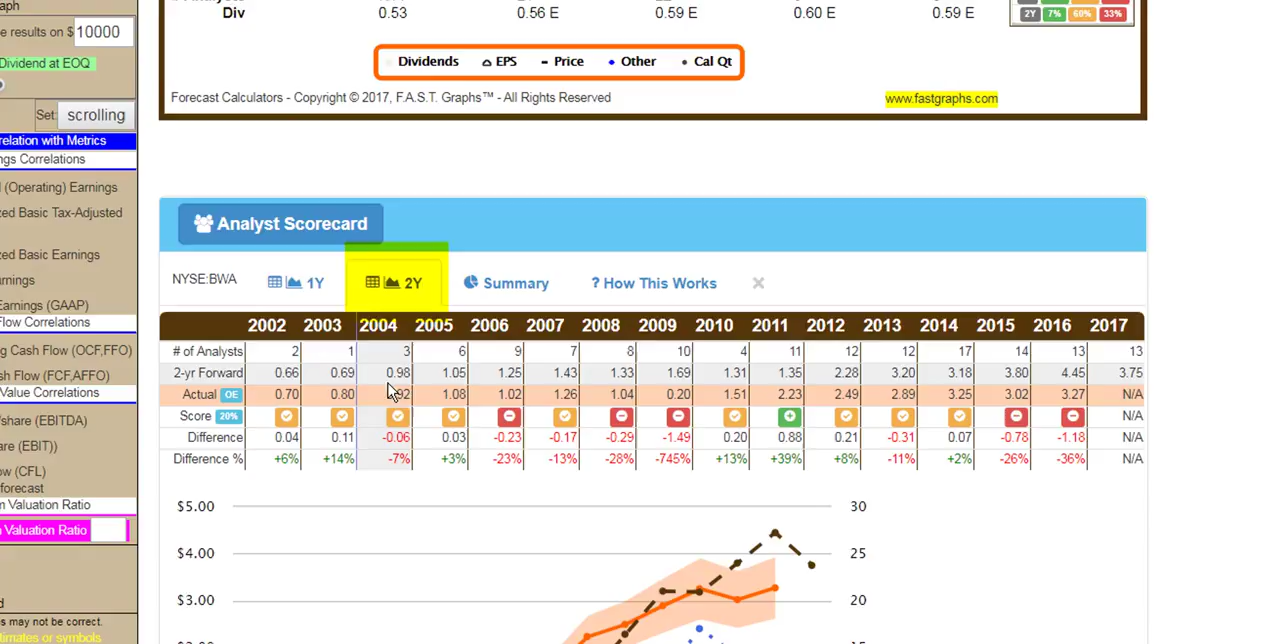 aph
Div 0.53 0.56 E 0.59 E 0.60 E 0.59 E
2Y 7% 60% 33%
e results on $ 10000
Dividend at EOQ
Dividends EPS Price Other Cal Qt
Forecast Calculators - Copyright © 2017, F.A.S.T. Graphs™ - All Rights Reserved www.fastgraphs.com
Set: scrolling
relation with Metrics
ngs Correlations
d (Operating) Earnings
zed Basic Tax-Adjusted
zed Basic Earnings
rnings
Earnings (GAAP)
Flow Correlations
g Cash Flow (OCF,FFO)
sh Flow (FCF,AFFO)
Value Correlations
share (EBITDA)
are (EBIT))
ow (CFL)
forecast
m Valuation Ratio
n Valuation Ratio
d
es may not be correct.
timates or symbols
Analyst Scorecard
NYSE:BWA 1Y 2Y Summary ? How This Works ×
2002 2003 2004 2005 2006 2007 2008 2009 2010 2011 2012 2013 2014 2015 2016 2017
# of Analysts 2 1 3 6 9 7 8 10 4 11 12 12 17 14 13 13
2-yr Forward 0.66 0.69 0.98 1.05 1.25 1.43 1.33 1.69 1.31 1.35 2.28 3.20 3.18 3.80 4.45 3.75
Actual OE 0.70 0.80 1.08 1.02 1.26 1.04 0.20 1.51 2.23 2.49 2.89 3.25 3.02 3.27 N/A
Score 20% N/A
Difference 0.04 0.11 -0.06 0.03 -0.23 -0.17 -0.29 -1.49 0.20 0.88 0.21 -0.31 0.07 -0.78 -1.18 N/A
Difference % +6% +14% -7% +3% -23% -13% -28% -745% +13% +39% +8% -11% +2% -26% -36% N/A
$5.00 30
$4.00 25
$3.00 20